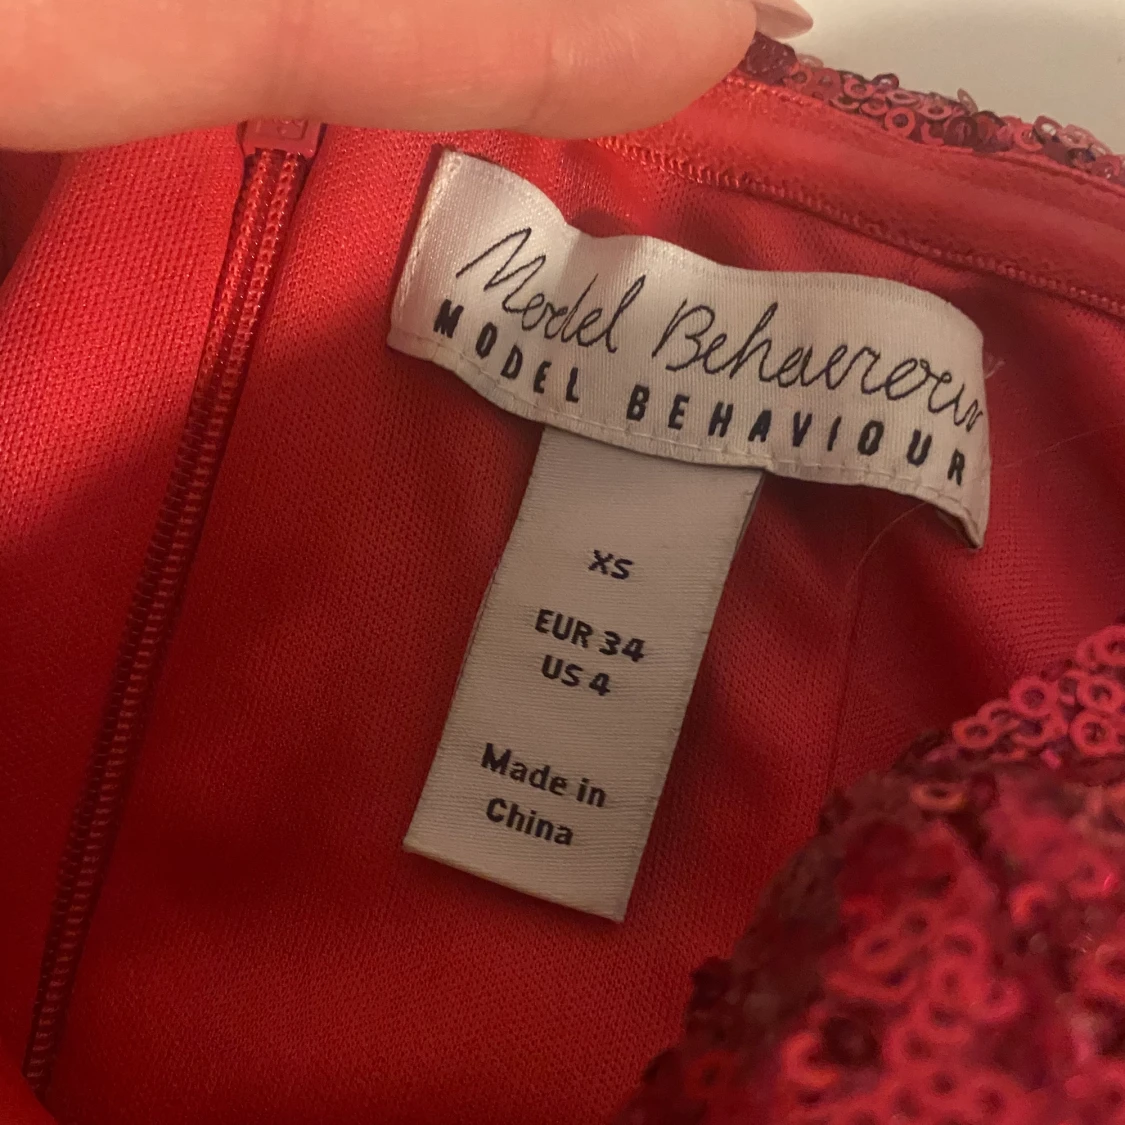 Model Behaviour
MODEL BEHAVIOUR
XS
EUR 34
US 4
Made in
China